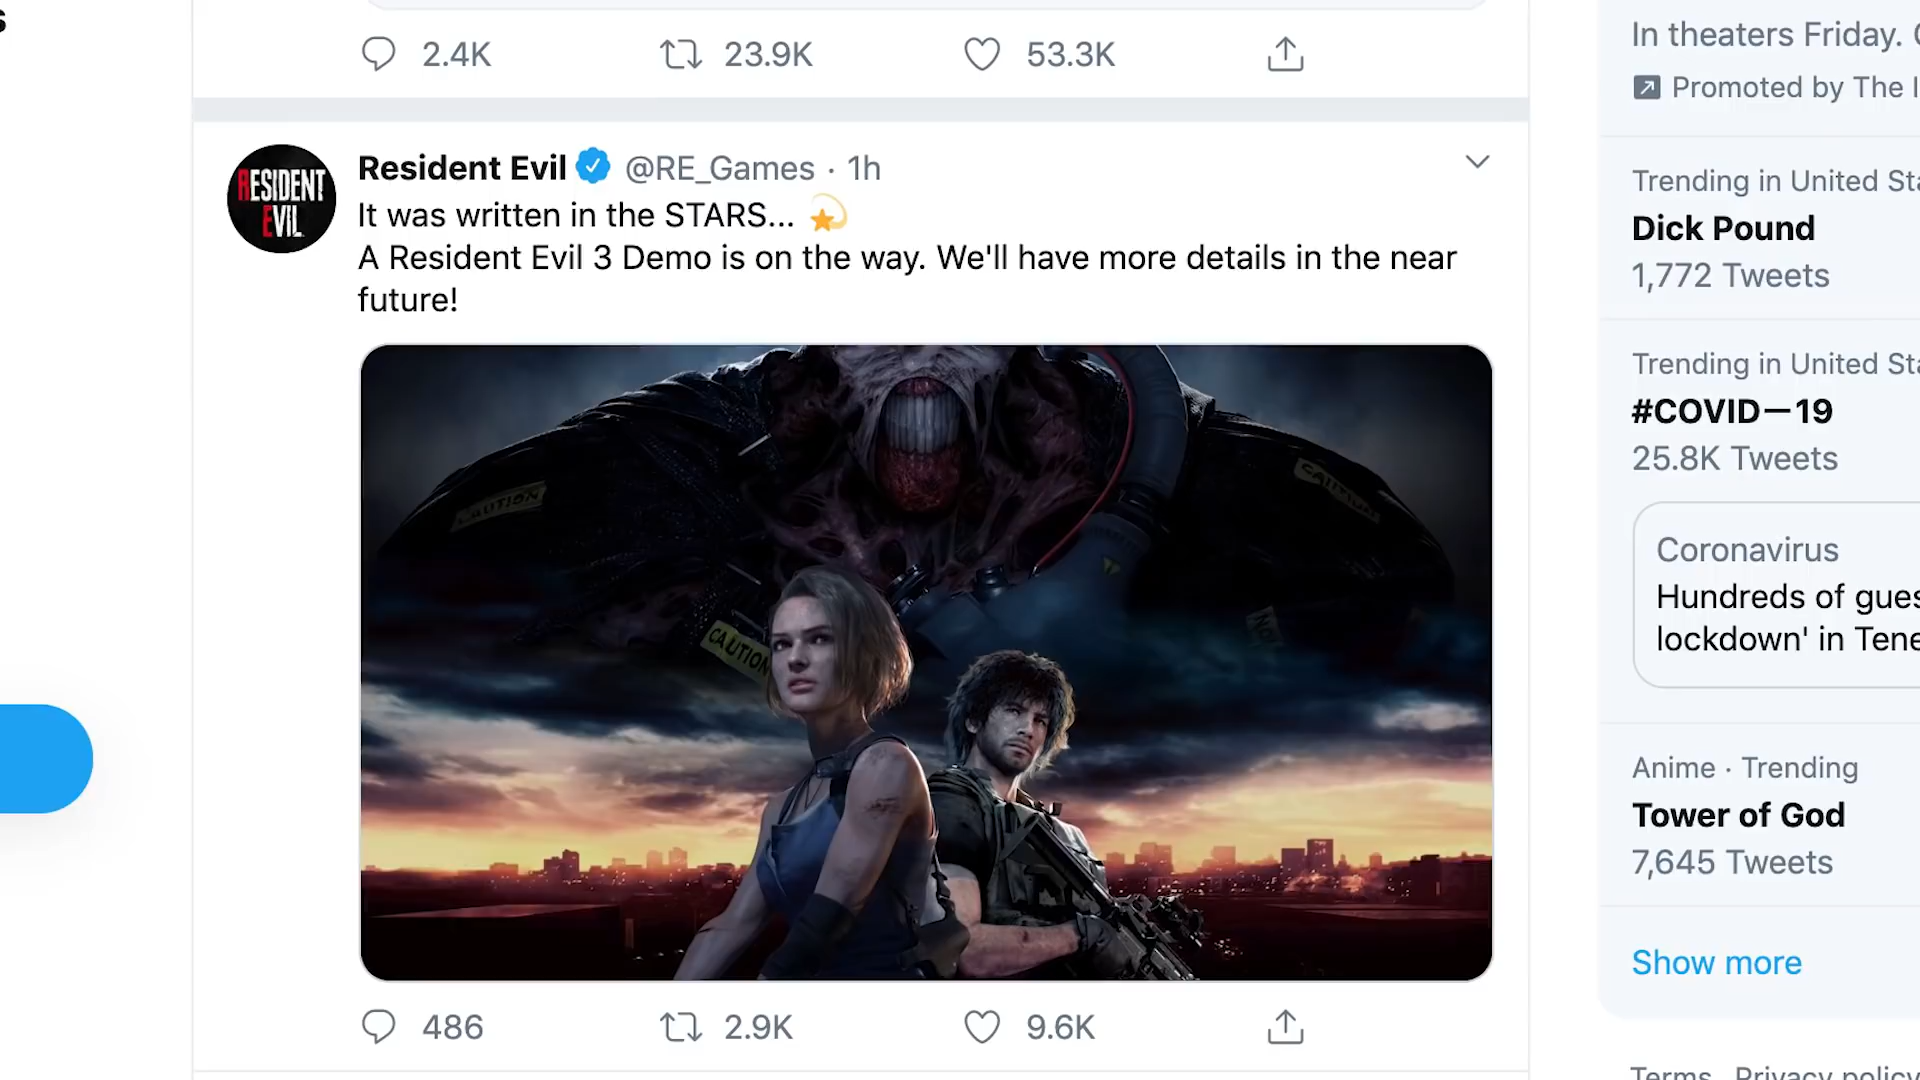 2.4K 23.9K 53.3K
Resident Evil @RE_Games · 1h
It was written in the STARS... 💫
A Resident Evil 3 Demo is on the way. We'll have more details in the near
future!
RESIDENT
EVIL
CAUTION
CAUTION
CAUTION
486 2.9K 9.6K
In theaters Friday.
Promoted by The
Trending in United
Dick Pound
1,772 Tweets
Trending in United
#COVID—19
25.8K Tweets
Coronavirus
Hundreds of
lockdown' in
Anime · Trending
Tower of God
7,645 Tweets
Show more
Terms Privacy policy